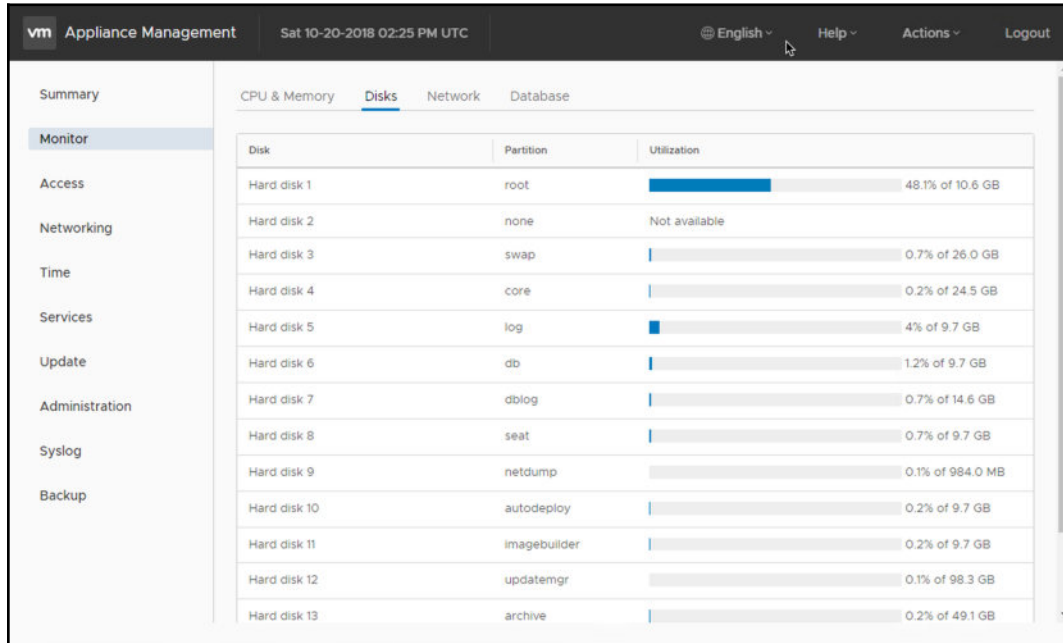 vm Appliance Management Sat 10-20-2018 02:25 PM UTC English Help Actions Logout
Summary
Monitor
Access
Networking
Time
Services
Update
Administration
Syslog
Backup
CPU & Memory Disks Network Database
Disk Partition Utilization
Hard disk 1 root 48.1% of 10.6 GB
Hard disk 2 none Not available
Hard disk 3 swap 0.7% of 26.0 GB
Hard disk 4 core 0.2% of 24.5 GB
Hard disk 5 log 4% of 9.7 GB
Hard disk 6 db 1.2% of 9.7 GB
Hard disk 7 dblog 0.7% of 14.6 GB
Hard disk 8 seat 0.7% of 9.7 GB
Hard disk 9 netdump 0.1% of 984.0 MB
Hard disk 10 autodeploy 0.2% of 9.7 GB
Hard disk 11 imagebuilder 0.2% of 9.7 GB
Hard disk 12 updatemgr 0.1% of 98.3 GB
Hard disk 13 archive 0.2% of 49.1 GB